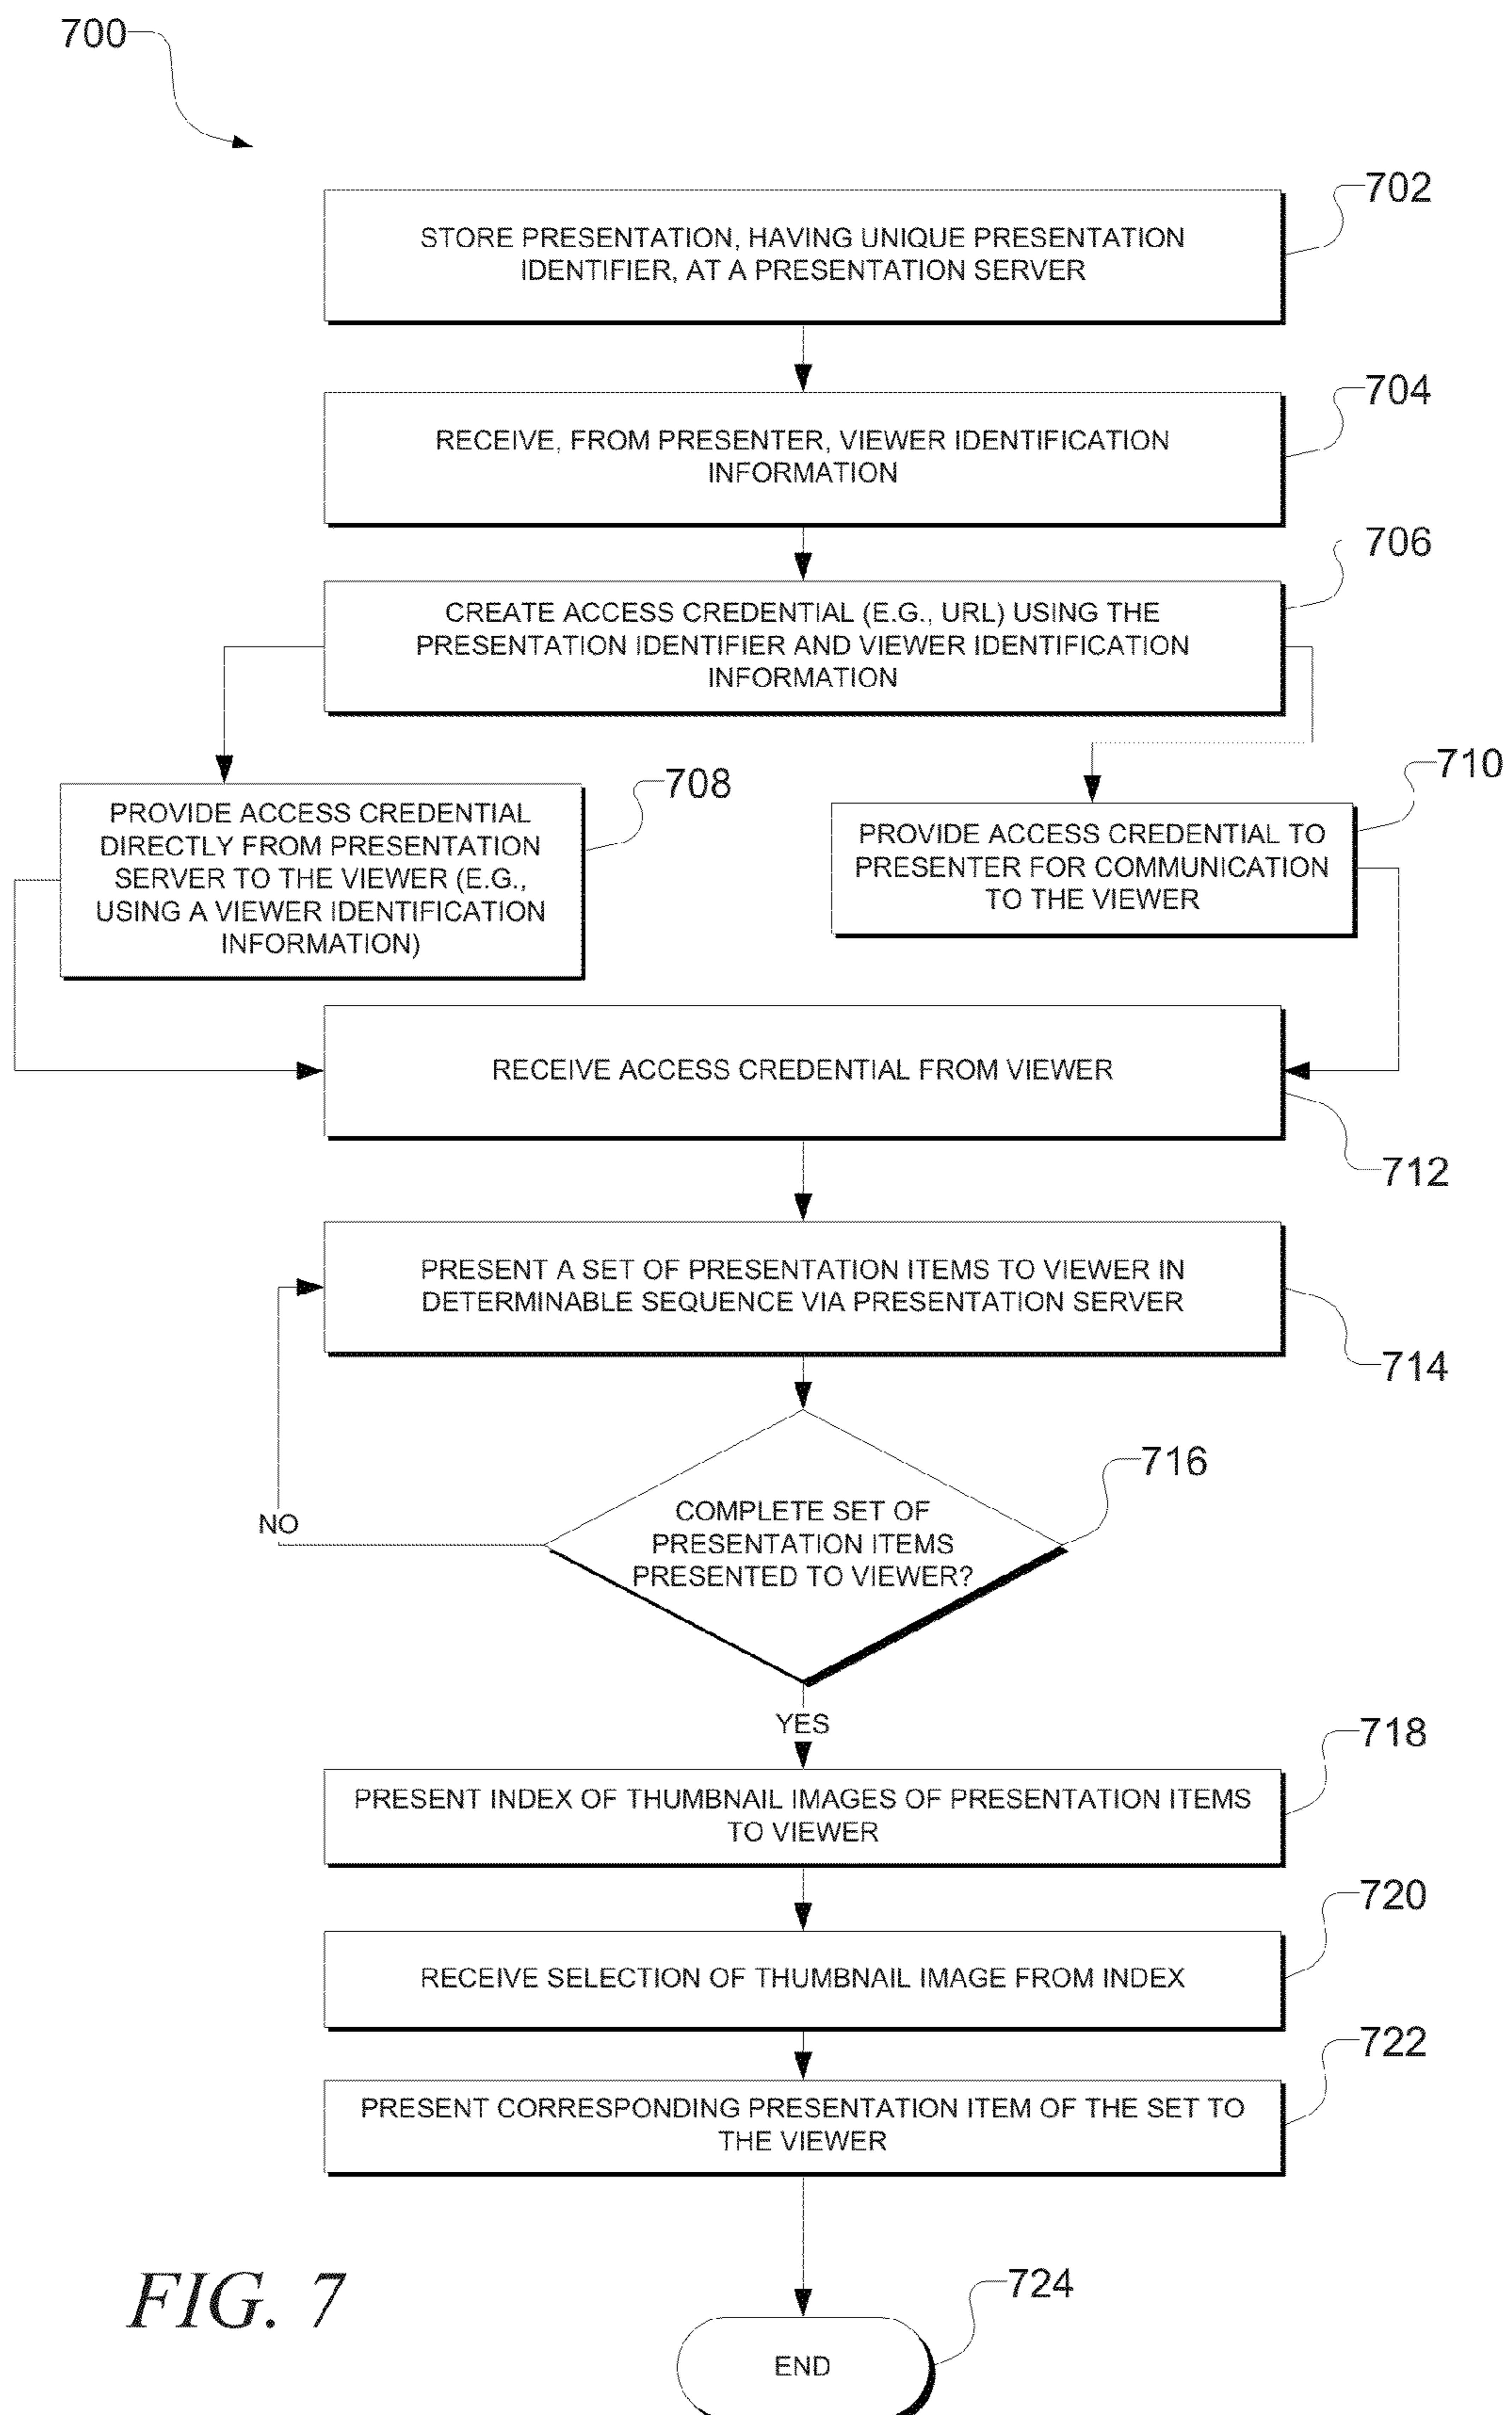 700
702
STORE PRESENTATION, HAVING UNIQUE PRESENTATION
IDENTIFIER, AT A PRESENTATION SERVER
704
RECEIVE, FROM PRESENTER, VIEWER IDENTIFICATION
INFORMATION
706
CREATE ACCESS CREDENTIAL (E.G., URL) USING THE
PRESENTATION IDENTIFIER AND VIEWER IDENTIFICATION
INFORMATION
708
PROVIDE ACCESS CREDENTIAL
DIRECTLY FROM PRESENTATION
SERVER TO THE VIEWER (E.G.,
USING A VIEWER IDENTIFICATION
INFORMATION)
710
PROVIDE ACCESS CREDENTIAL TO
PRESENTER FOR COMMUNICATION
TO THE VIEWER
RECEIVE ACCESS CREDENTIAL FROM VIEWER
712
PRESENT A SET OF PRESENTATION ITEMS TO VIEWER IN
DETERMINABLE SEQUENCE VIA PRESENTATION SERVER
714
716
COMPLETE SET OF
PRESENTATION ITEMS
PRESENTED TO VIEWER?
NO
YES
718
PRESENT INDEX OF THUMBNAIL IMAGES OF PRESENTATION ITEMS
TO VIEWER
720
RECEIVE SELECTION OF THUMBNAIL IMAGE FROM INDEX
722
PRESENT CORRESPONDING PRESENTATION ITEM OF THE SET TO
THE VIEWER
724
END
FIG. 7